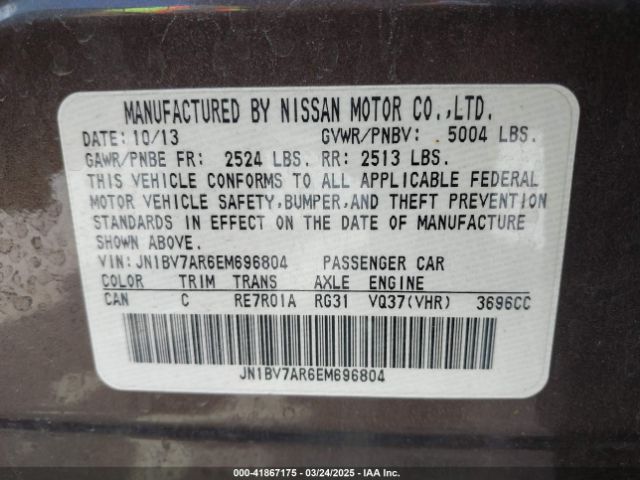 MANUFACTURED BY NISSAN MOTOR CO.,LTD.
DATE: 10/13 GVWR/PNBV: 5004 LBS.
GAWR/PNBE FR: 2524 LBS. RR: 2513 LBS.
THIS VEHICLE CONFORMS TO ALL APPLICABLE FEDERAL
MOTOR VEHICLE SAFETY,BUMPER,AND THEFT PREVENTION
STANDARDS IN EFFECT ON THE DATE OF MANUFACTURE
SHOWN ABOVE.
VIN: JN1BV7AR6EM696804 PASSENGER CAR
COLOR TRIM TRANS AXLE ENGINE
CAN C RE7R01A RG31 VQ37(VHR) 3696CC
JN1BV7AR6EM696804
000-41867175 — 03/24/2025 — IAA Inc.